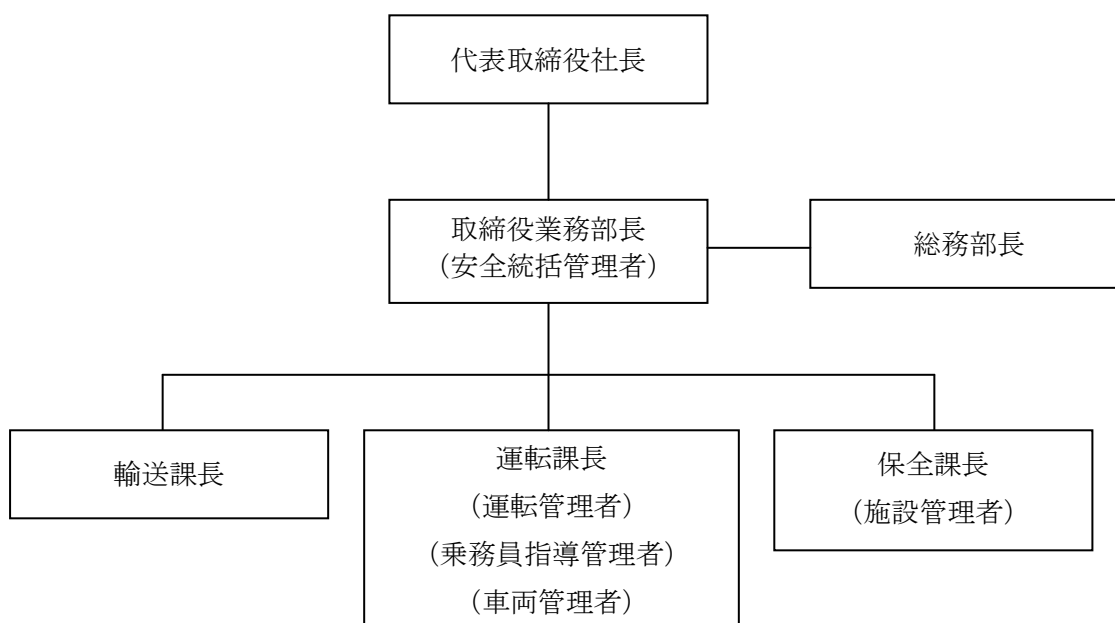 代表取締役社長
取締役業務部長
（安全統括管理者）
総務部長
輸送課長
運転課長
（運転管理者）
（乗務員指導管理者）
（車両管理者）
保全課長
（施設管理者）